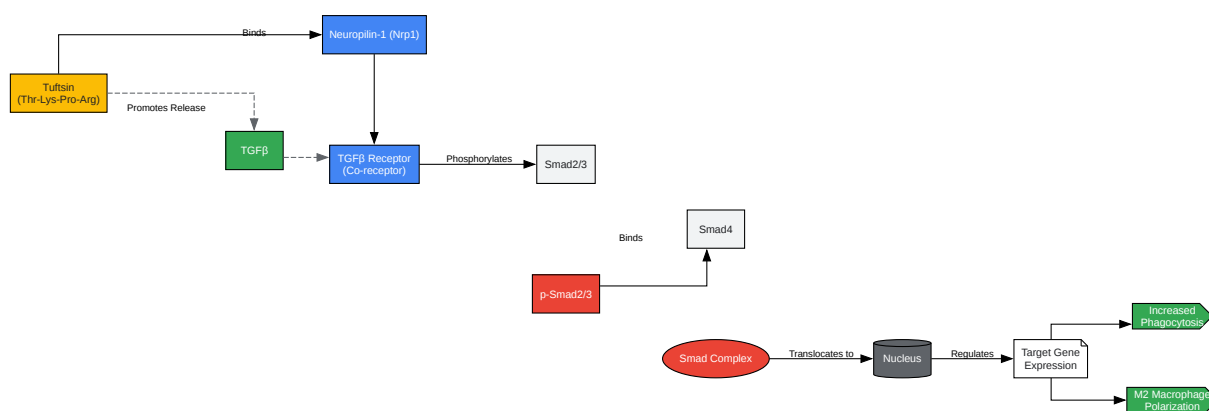 Binds
Neuropilin-1 (Nrp1)
Tuftsin
(Thr-Lys-Pro-Arg)
Promotes Release
TGFβ
TGFβ Receptor
(Co-receptor)
Phosphorylates
Smad2/3
Smad4
Binds
p-Smad2/3
Smad Complex
Translocates to
Nucleus
Regulates
Target Gene
Expression
Increased
Phagocytosis
M2 Macrophage
Polarization